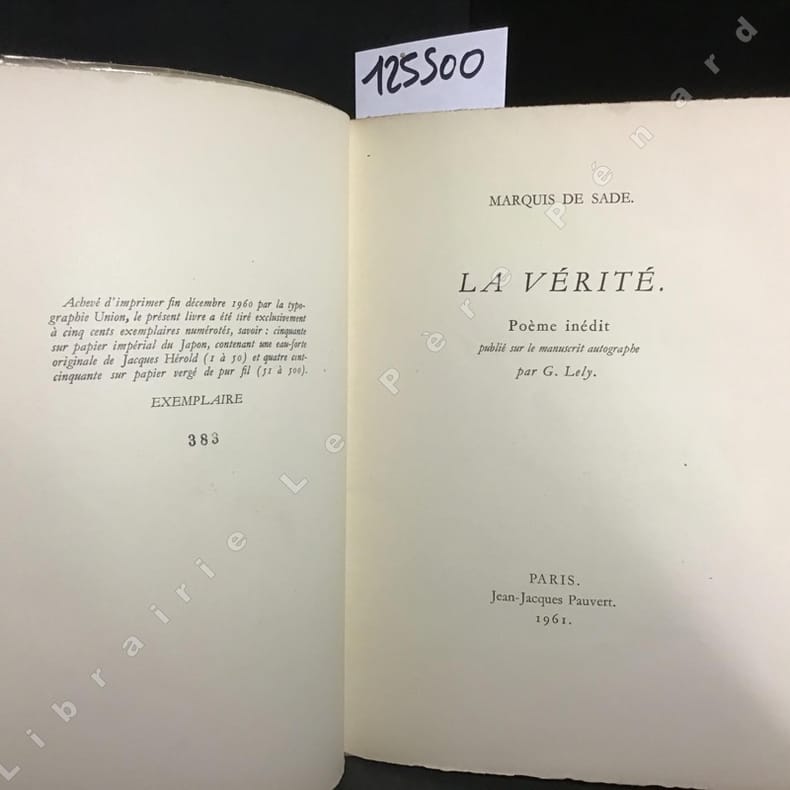 125500
Achevé d'imprimer fin décembre 1960 par la typo-
graphie Union, le présent livre a été tiré exclusivement
à cinq cents exemplaires numérotés, savoir : cinquante
sur papier impérial du Japon, contenant une eau-forte
originale de Jacques Hérold (1 à 50) et quatre cent-
cinquante sur papier vergé de pur fil (51 à 500).
EXEMPLAIRE
383
MARQUIS DE SADE.
LA VÉRITÉ.
Poème inédit
publié sur le manuscrit autographe
par G. Lely.
PARIS.
Jean-Jacques Pauvert.
1961.
Librairie Le Père Pénard